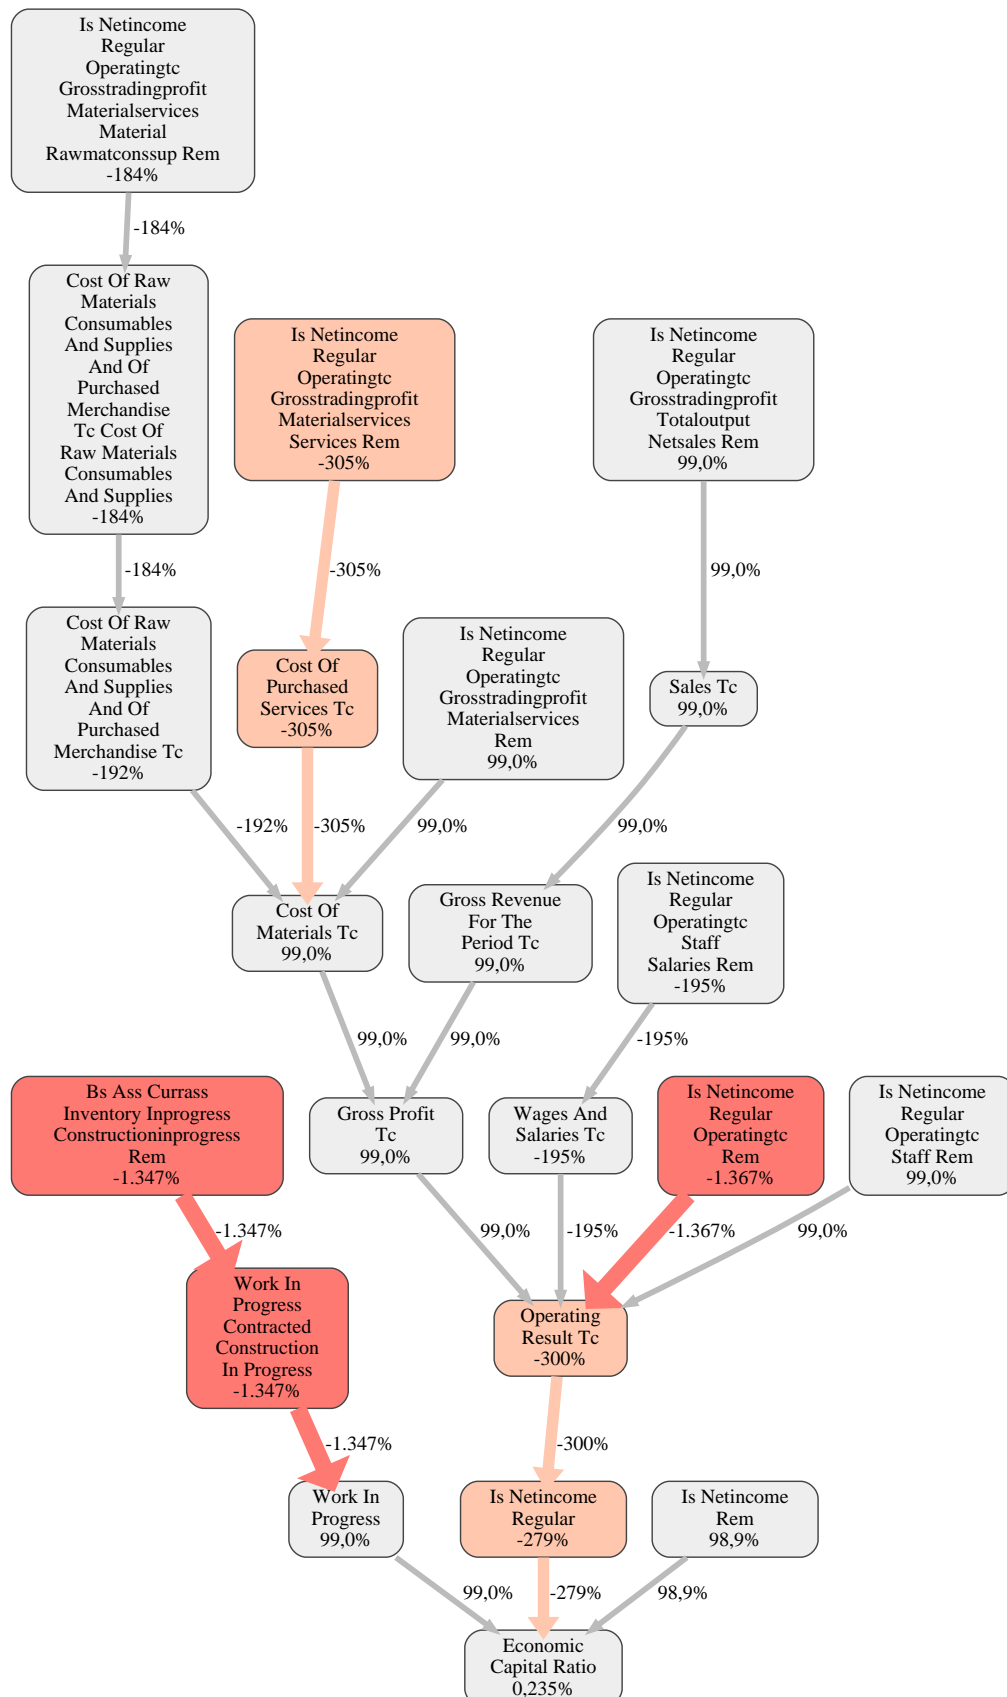 Is Netincome
Regular
Operatingtc
Grosstradingprofit
Materialservices
Material
Rawmatconssup Rem
-184%
-184%
Cost Of Raw
Materials
Consumables
And Supplies
And Of
Purchased
Merchandise
Tc Cost Of
Raw Materials
Consumables
And Supplies
-184%
Is Netincome
Regular
Operatingtc
Grosstradingprofit
Materialservices
Services Rem
-305%
Is Netincome
Regular
Operatingtc
Grosstradingprofit
Totaloutput
Netsales Rem
99,0%
-184%
-305%
99,0%
Cost Of Raw
Materials
Consumables
And Supplies
And Of
Purchased
Merchandise Tc
-192%
Cost Of
Purchased
Services Tc
-305%
Is Netincome
Regular
Operatingtc
Grosstradingprofit
Materialservices
Rem
99,0%
Sales Tc
99,0%
-192%
-305%
99,0%
99,0%
Cost Of
Materials Tc
99,0%
Gross Revenue
For The
Period Tc
99,0%
Is Netincome
Regular
Operatingtc
Staff
Salaries Rem
-195%
99,0%
99,0%
-195%
Bs Ass Currass
Inventory Inprogress
Constructioninprogress
Rem
-1.347%
Gross Profit
Tc
99,0%
Wages And
Salaries Tc
-195%
Is Netincome
Regular
Operatingtc
Rem
-1.367%
Is Netincome
Regular
Operatingtc
Staff Rem
99,0%
-1.347%
99,0%
-195%
-1.367%
99,0%
Work In
Progress
Contracted
Construction
In Progress
-1.347%
Operating
Result Tc
-300%
-1.347%
-300%
Work In
Progress
99,0%
Is Netincome
Regular
-279%
Is Netincome
Rem
98,9%
99,0%
-279%
98,9%
Economic
Capital Ratio
0,235%